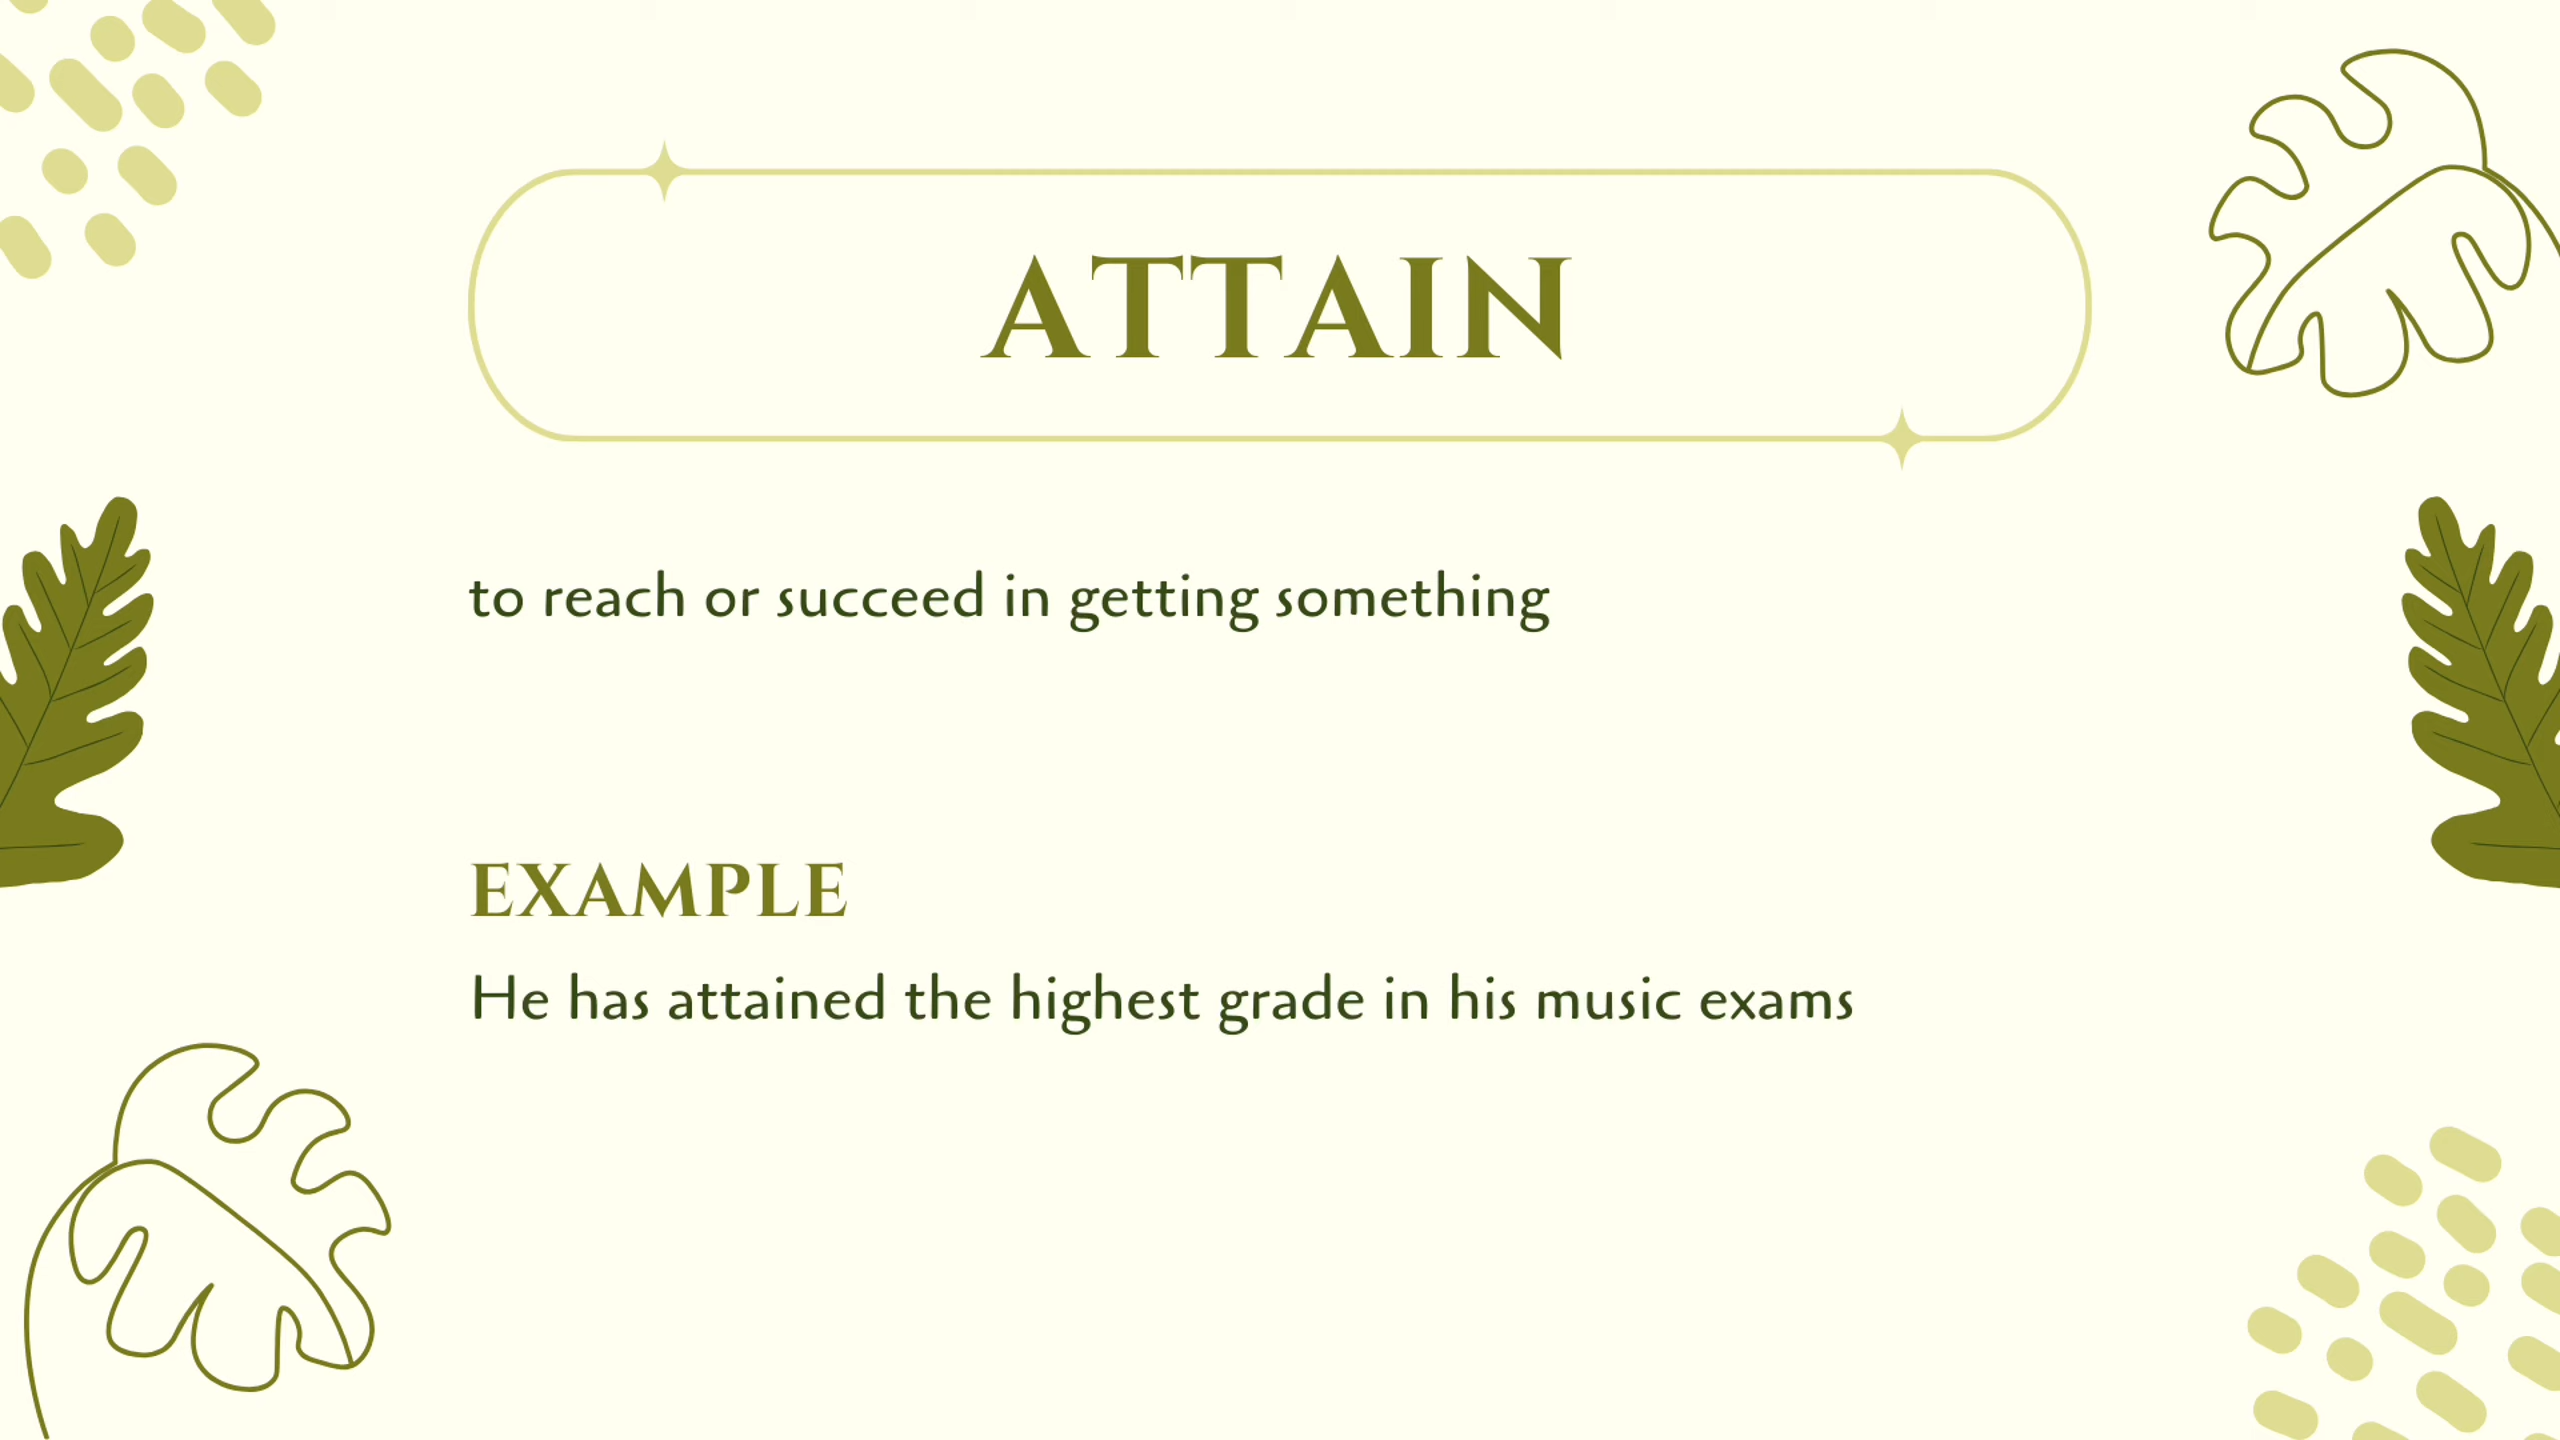 ATTAIN
to reach or succeed in getting something
EXAMPLE
He has attained the highest grade in his music exams